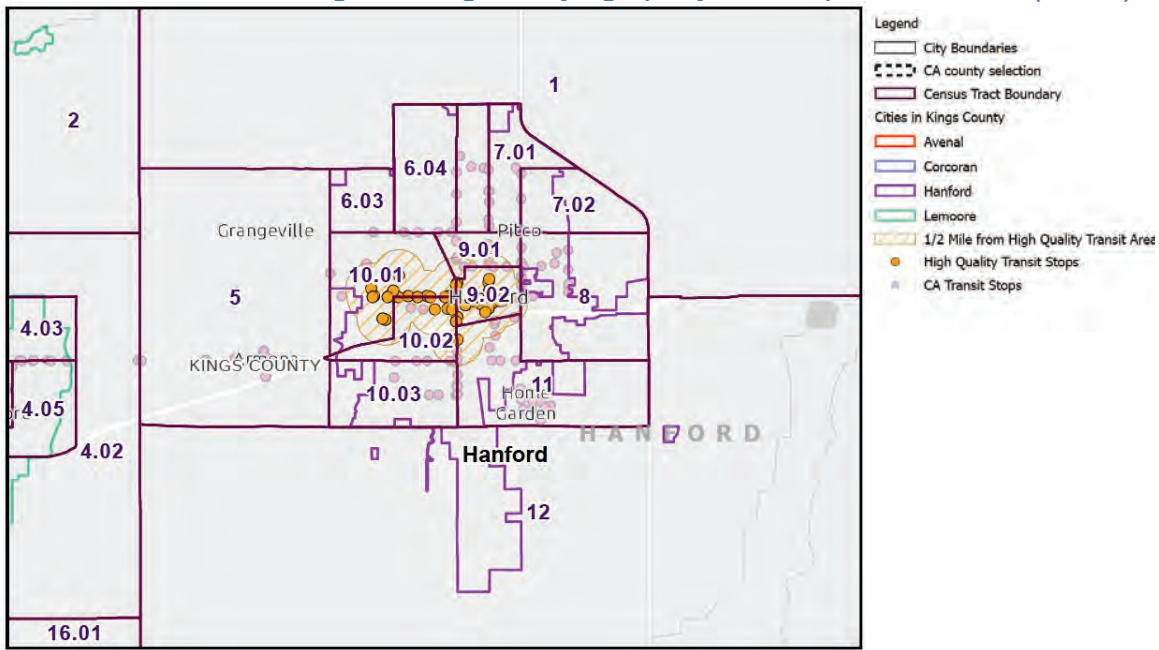 Legend
City Boundaries
CA county selection
Census Tract Boundary
Cities in Kings County
Avenal
Corcoran
Hanford
Lemoore
1/2 Mile from High Quality Transit Area
High Quality Transit Stops
CA Transit Stops
1
2
7.01
6.04
6.03
7.02
Grangeville
Pitco
9.01
10.01
5
9.02
8
4.03
10.02
KINGS COUNTY
10.03
11
Home
Garden
4.05
HANFORD
4.02
Hanford
12
16.01